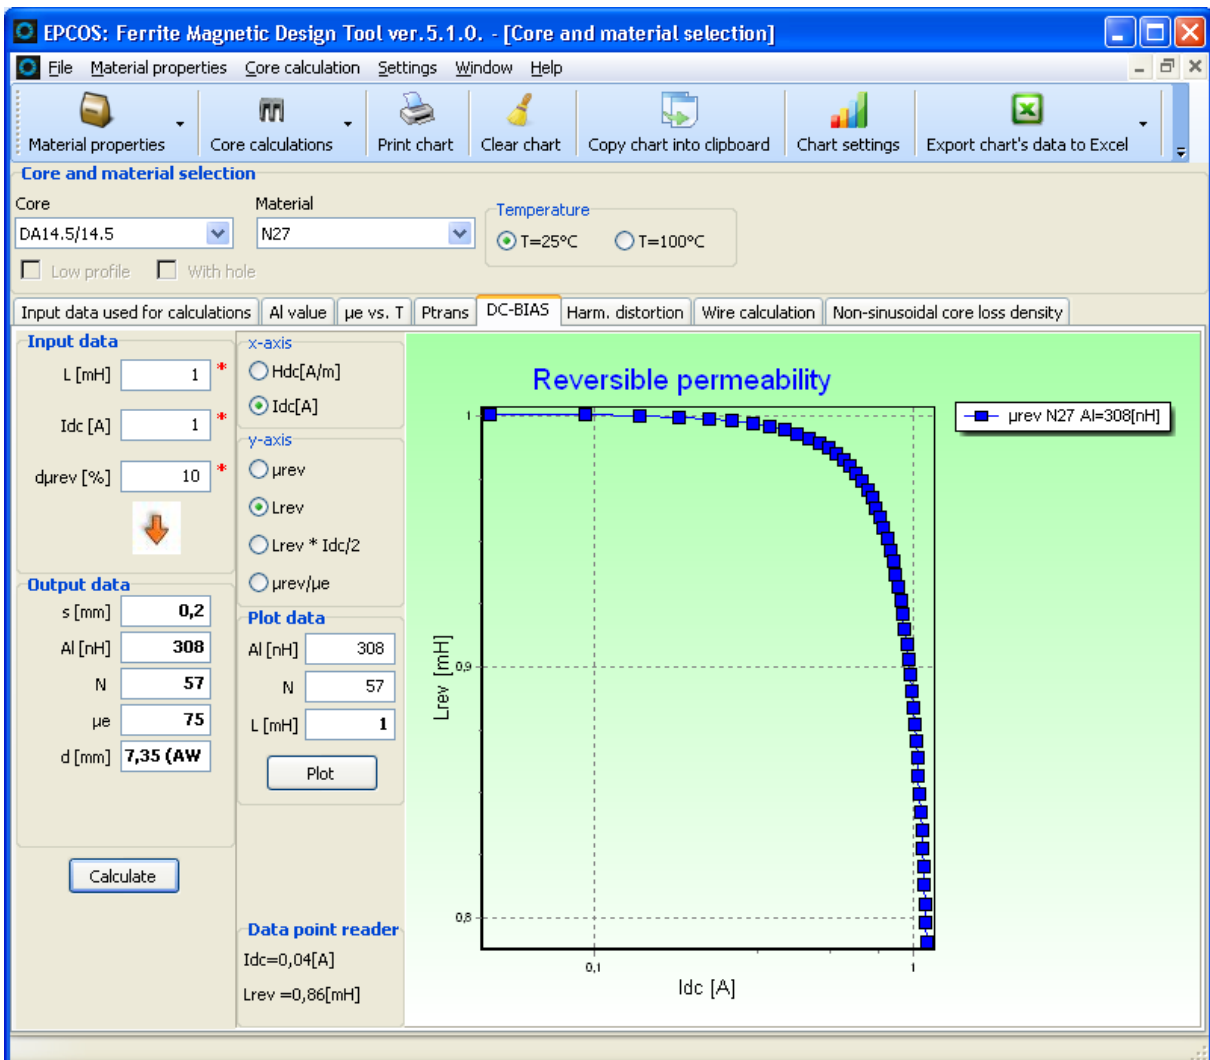 EPCOS: Ferrite Magnetic Design Tool ver.5.1.0. - [Core and material selection]
File Material properties Core calculation Settings Window Help
Material properties Core calculations Print chart Clear chart Copy chart into clipboard Chart settings Export chart's data to Excel
Core and material selection
Core Material Temperature
DA14.5/14.5 N27 T=25°C T=100°C
Low profile With hole
Input data used for calculations Al value µe vs. T Ptrans DC-BIAS Harm. distortion Wire calculation Non-sinusoidal core loss density
Input data
L [mH] 1 *
Idc [A] 1 *
dµrev [%] 10 *
Output data
s [mm] 0,2
Al [nH] 308
N 57
µe 75
d [mm] 7,35 (AW
Calculate
x-axis
Hdc[A/m]
Idc[A]
y-axis
µrev
Lrev
Lrev * Idc/2
µrev/µe
Plot data
Al [nH] 308
N 57
L [mH] 1
Plot
Data point reader
Idc=0,04[A]
Lrev =0,86[mH]
Reversible permeability
µrev N27 Al=308[nH]
1
0,9
0,8
Lrev [mH]
0,1 1
Idc [A]